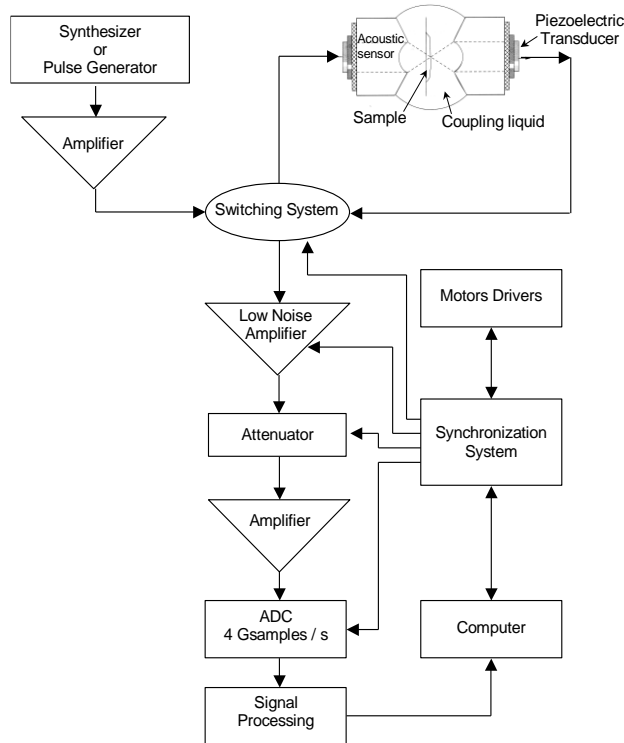 Synthesizer
or
Pulse Generator
Amplifier
Acoustic
sensor
Piezoelectric
Transducer
Sample
Coupling liquid
Switching System
Low Noise
Amplifier
Motors Drivers
Attenuator
Synchronization
System
Amplifier
ADC
4 Gsamples / s
Computer
Signal
Processing